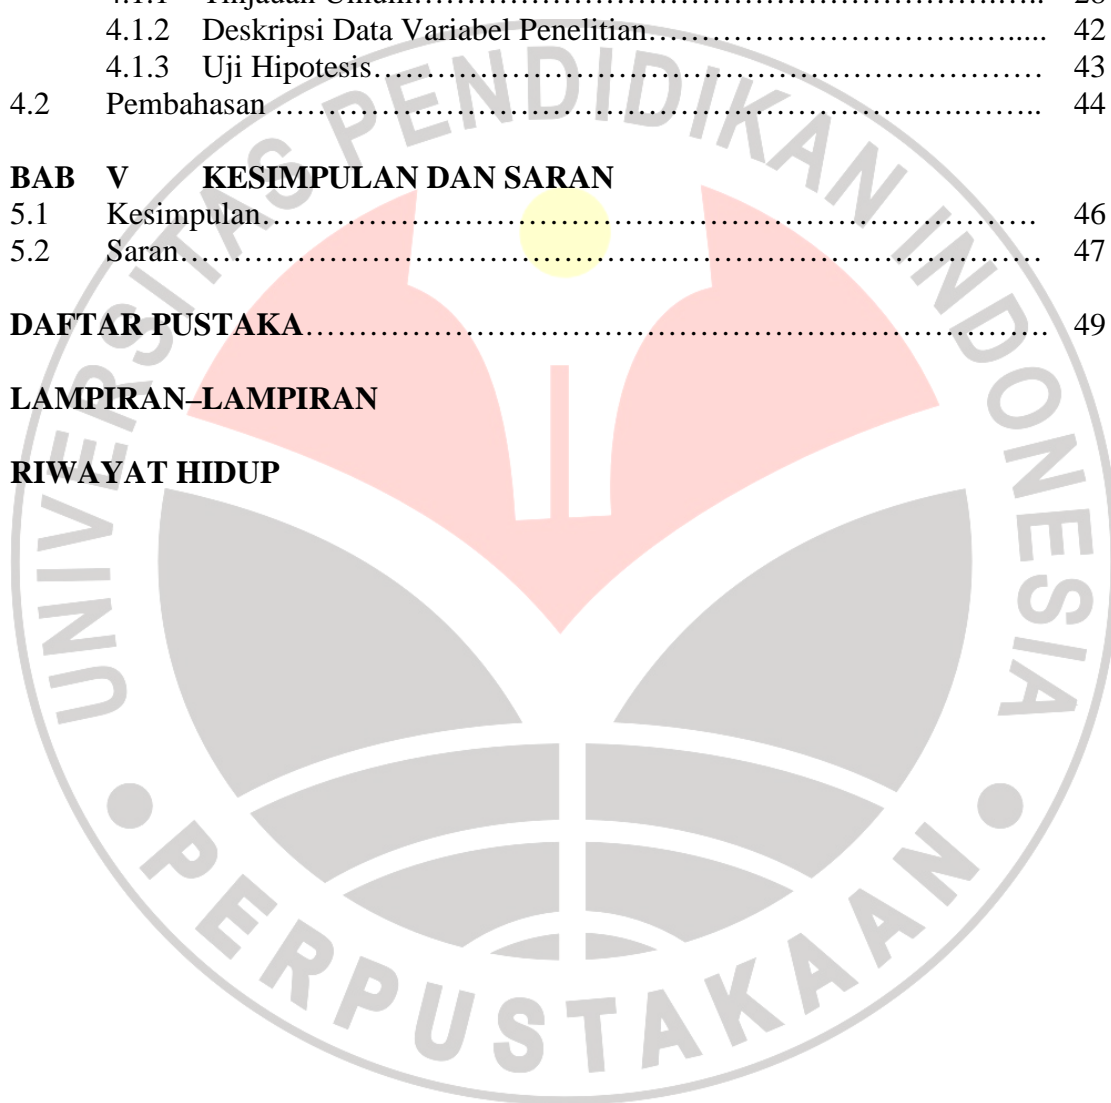 4.1.2 Deskripsi Data Variabel Penelitian……………………………….....  42
4.1.3 Uji Hipotesis…………………………………………………………………  43
4.2 Pembahasan ………………………………………………………………………..  44
BAB V KESIMPULAN DAN SARAN
5.1 Kesimpulan…………………………………………………………………………….  46
5.2 Saran……………………………………………………………………………………  47
DAFTAR PUSTAKA………………………………………………………………………….  49
LAMPIRAN–LAMPIRAN
RIWAYAT HIDUP
UNIVERSITAS PENDIDIKAN INDONESIA
PERPUSTAKAAN